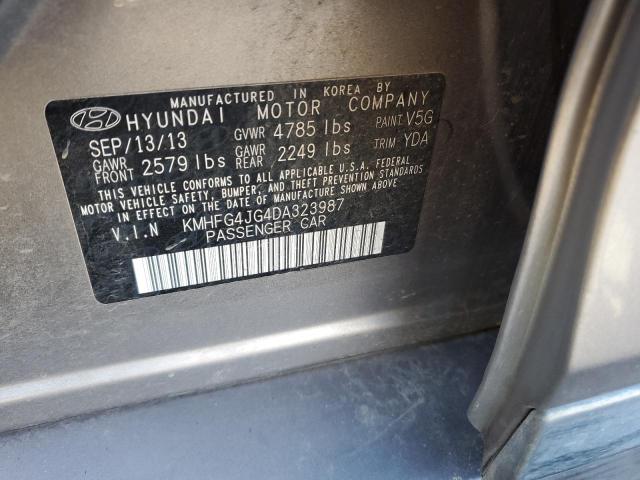 MANUFACTURED IN KOREA BY
HYUNDAI MOTOR COMPANY
SEP/13/13 GVWR 4785 lbs PAINT V5G
GAWR FRONT 2579 lbs GAWR REAR 2249 lbs TRIM YDA
THIS VEHICLE CONFORMS TO ALL APPLICABLE U.S.A. FEDERAL
MOTOR VEHICLE SAFETY, BUMPER, AND THEFT PREVENTION STANDARDS
IN EFFECT ON THE DATE OF MANUFACTURE SHOWN ABOVE.
V.I.N KMHFG4JG4DA323987
PASSENGER CAR